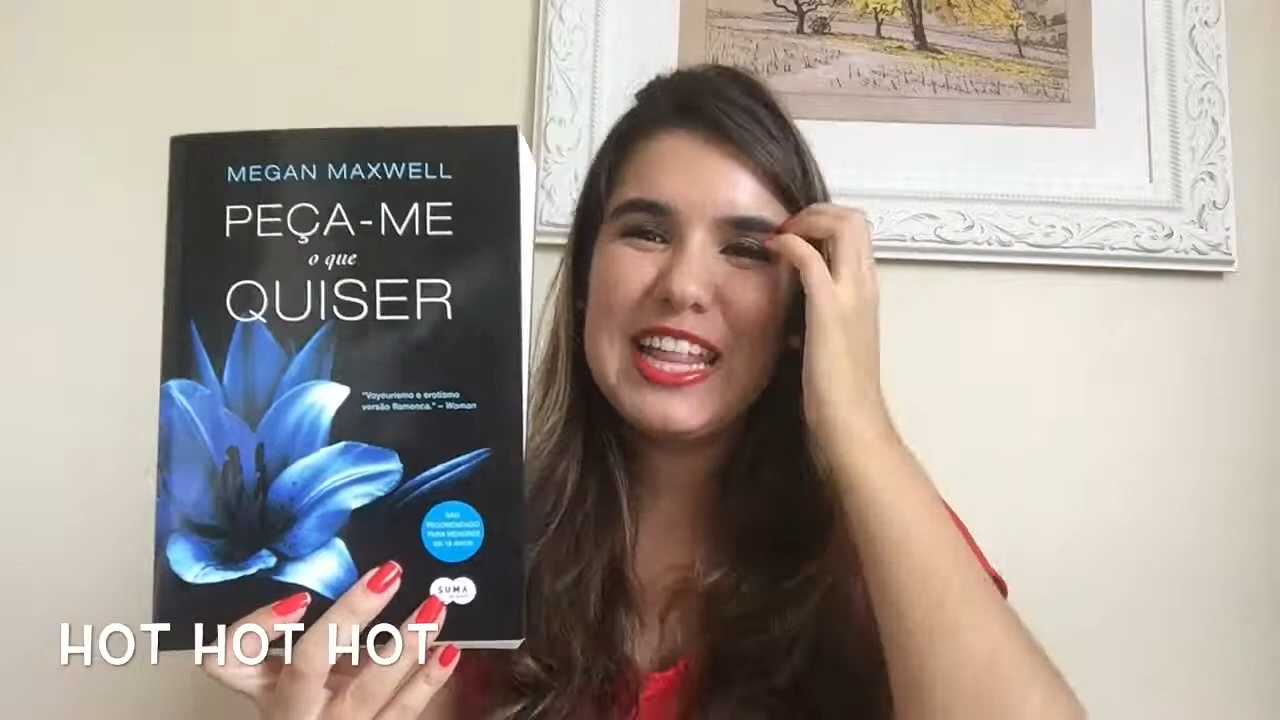 MEGAN MAXWELL
PEÇA-ME
o que
QUISER
"Voyeurismo e erotismo
versão flamenca." – Woman
NÃO
RECOMENDADO
PARA MENORES
DE 18 ANOS
SUMA
HOT HOT HOT